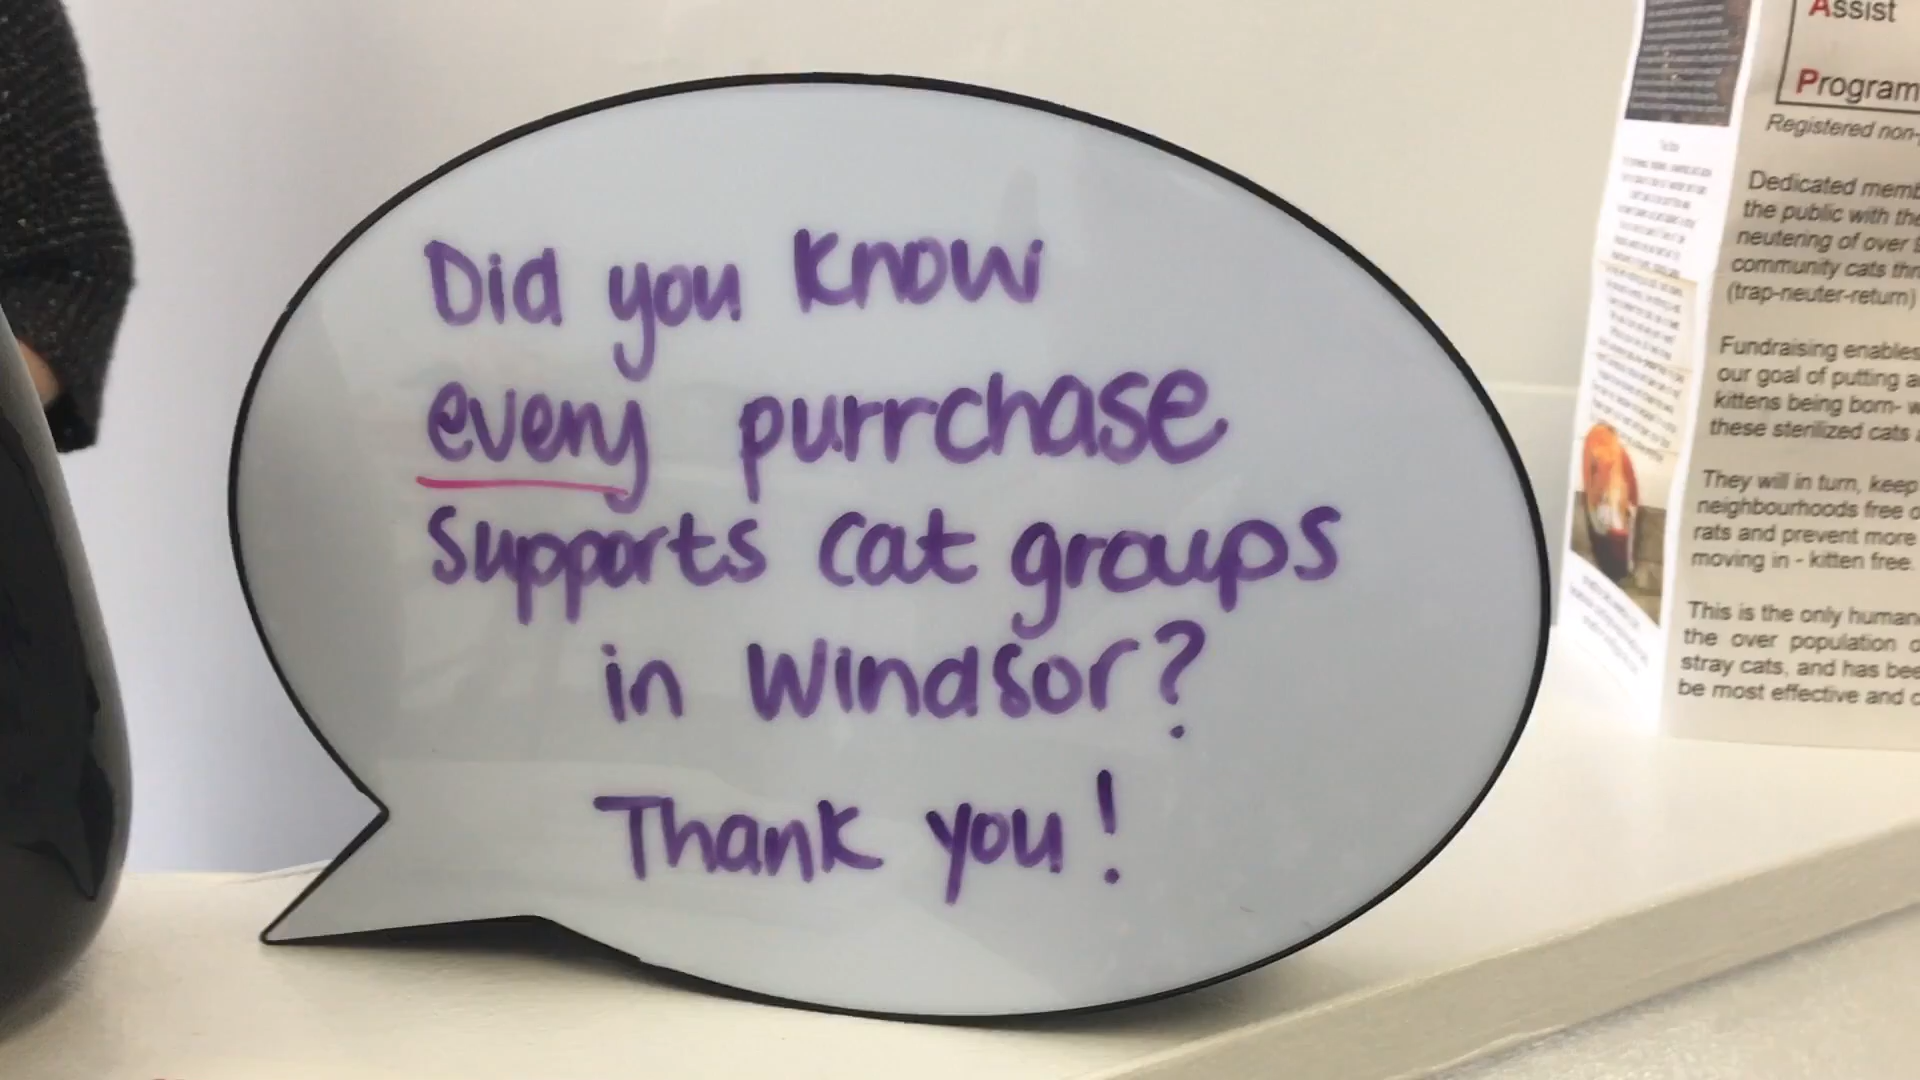 Did you know
every purrchase
supports cat groups
in Windsor?
Thank you!
Assist
Program
Registered non-
Dedicated memb
the public with the
neutering of over
community cats thr
(trap-neuter-return)
Fundraising enables
our goal of putting a
kittens being born- w
these sterilized cats
They will in turn, keep
neighbourhoods free o
rats and prevent more
moving in - kitten free.
This is the only human
the over population o
stray cats, and has bee
be most effective and c